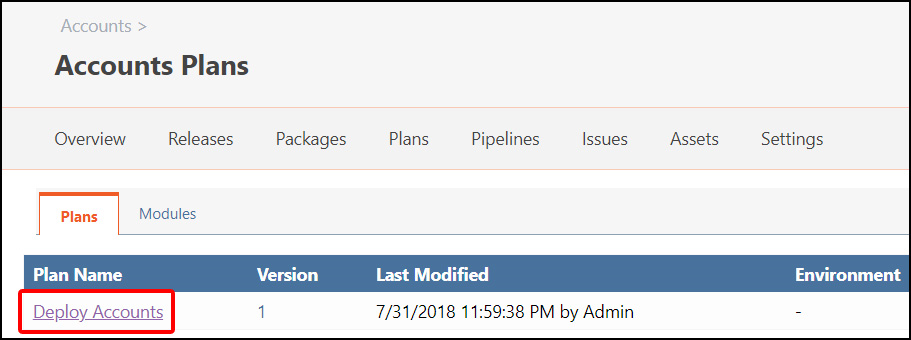 Accounts >
Accounts Plans
Overview Releases Packages Plans Pipelines Issues Assets Settings
Plans Modules
Plan Name Version Last Modified Environment
Deploy Accounts 1 7/31/2018 11:59:38 PM by Admin -